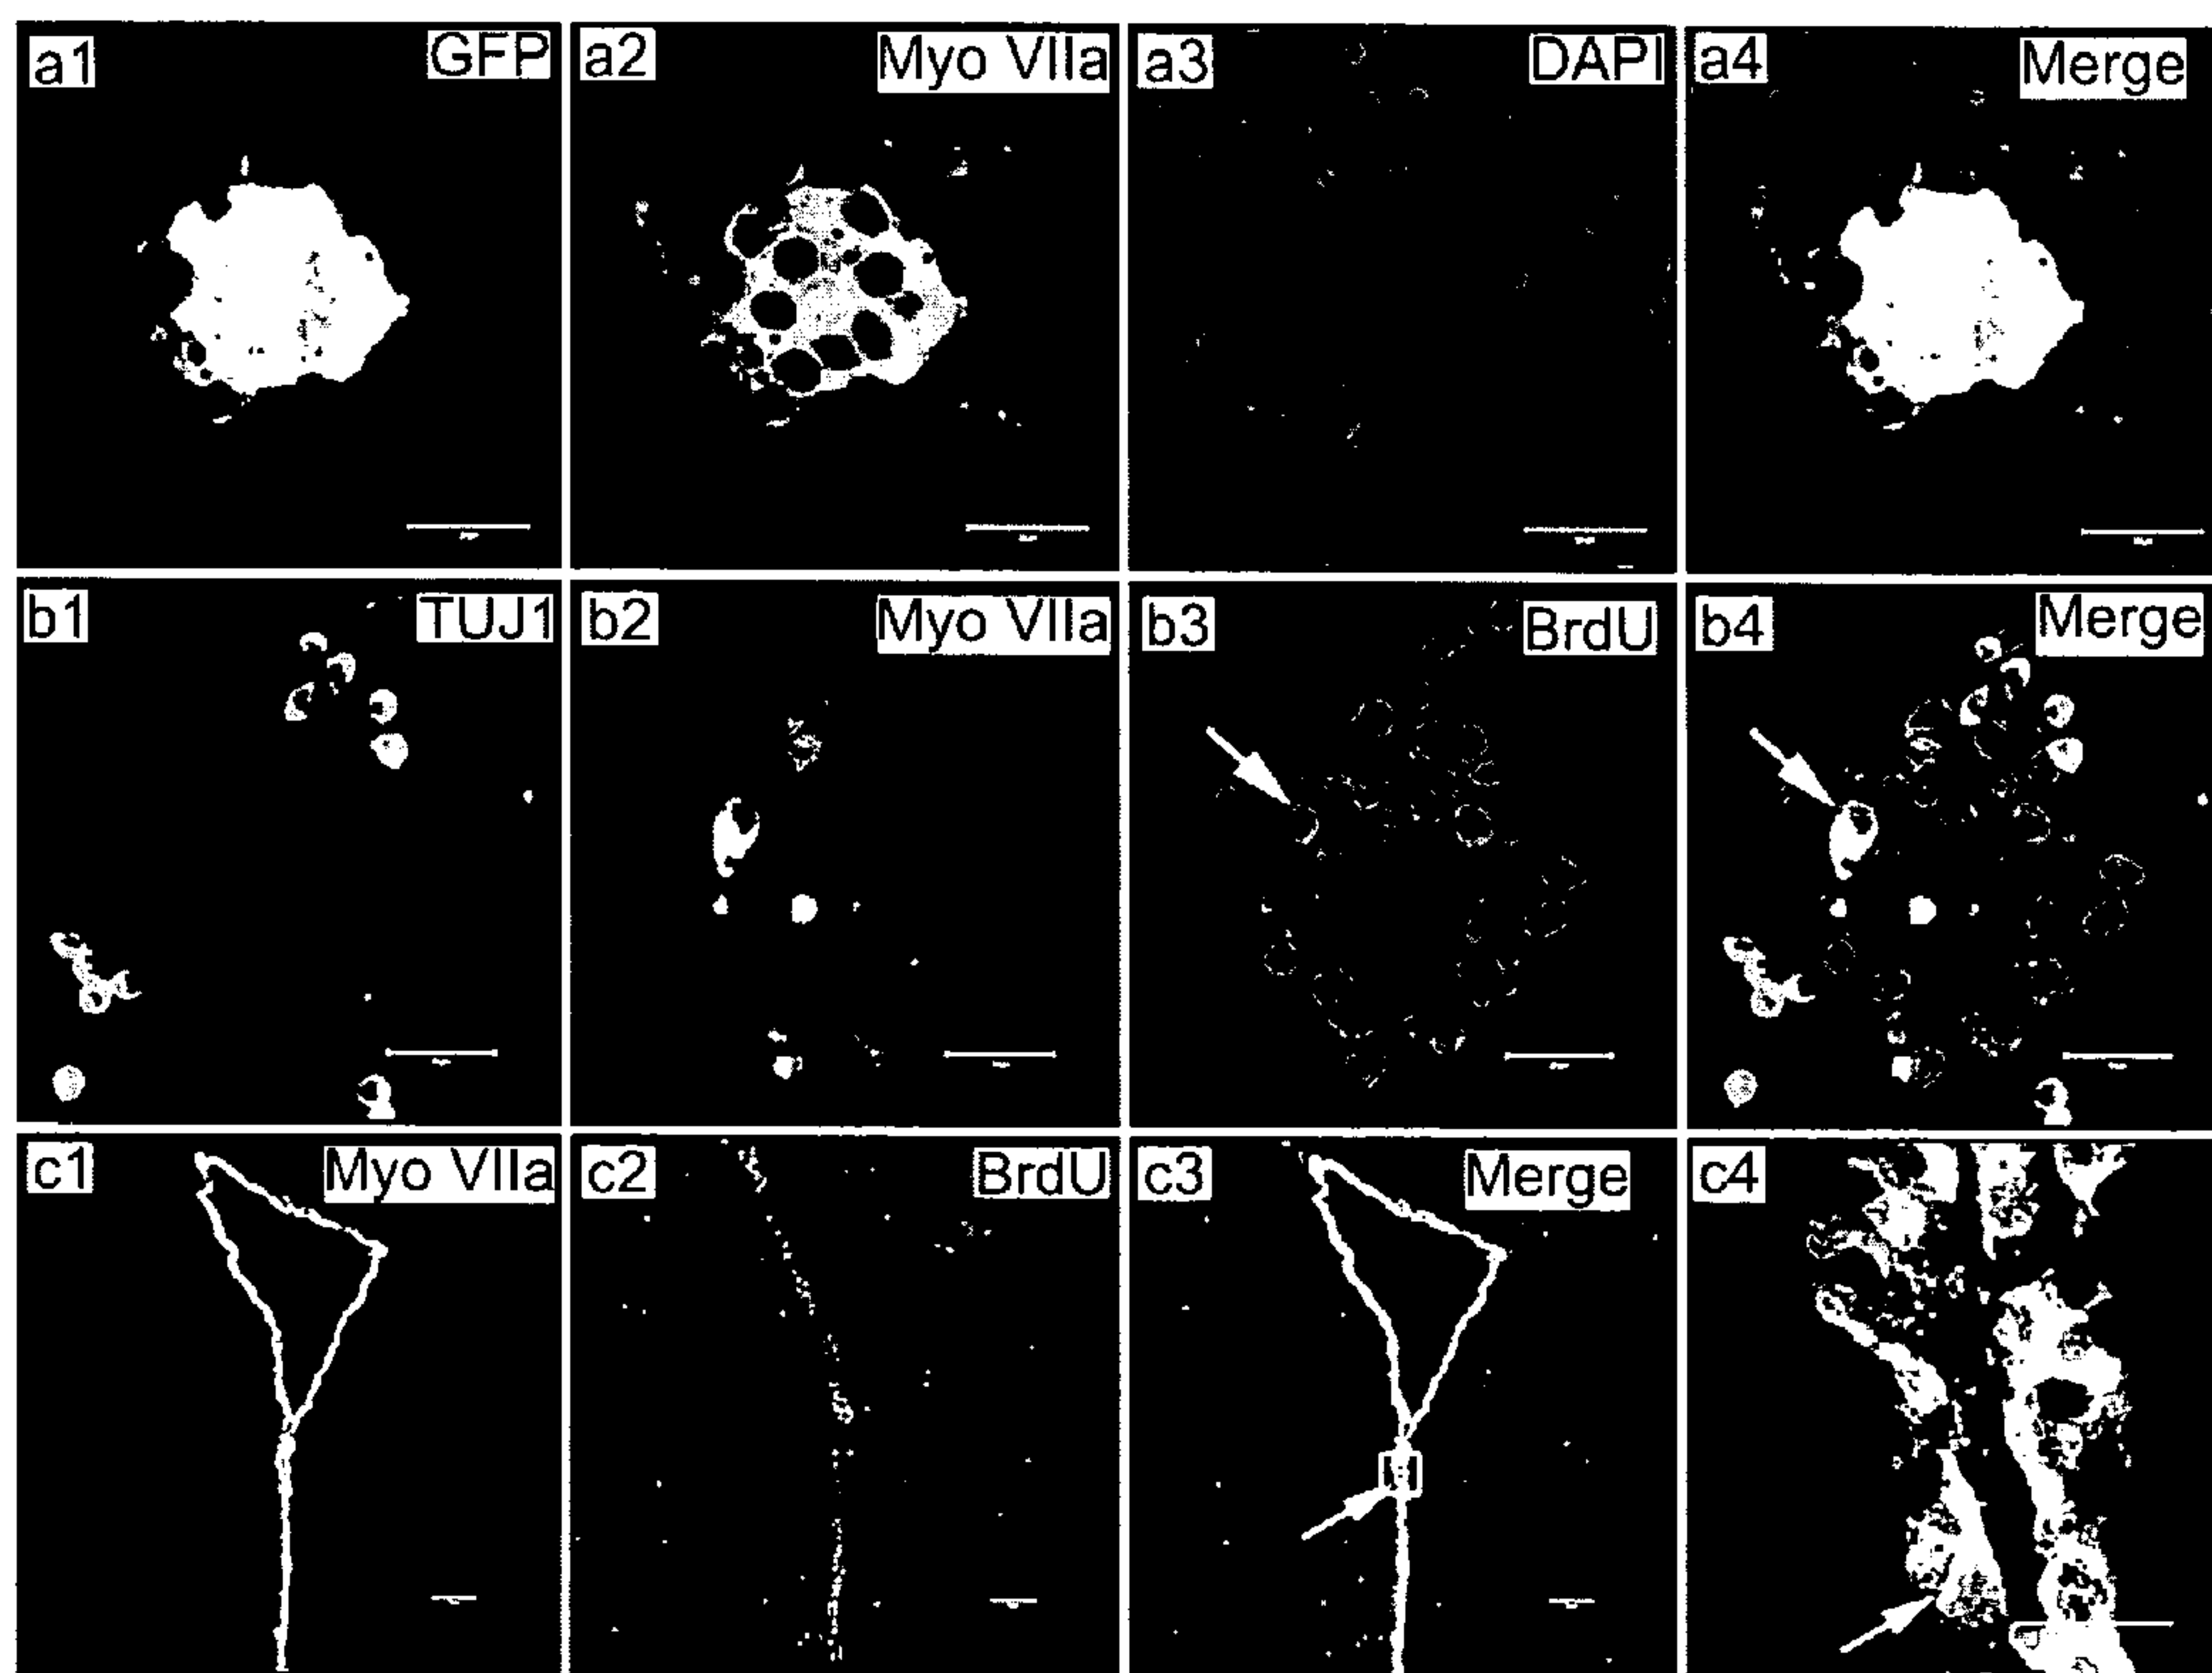 a1 GFP a2 Myo VIIa a3 DAPI a4 Merge
b1 TUJ1 b2 Myo VIIa b3 BrdU b4 Merge
c1 Myo VIIa c2 BrdU c3 Merge c4